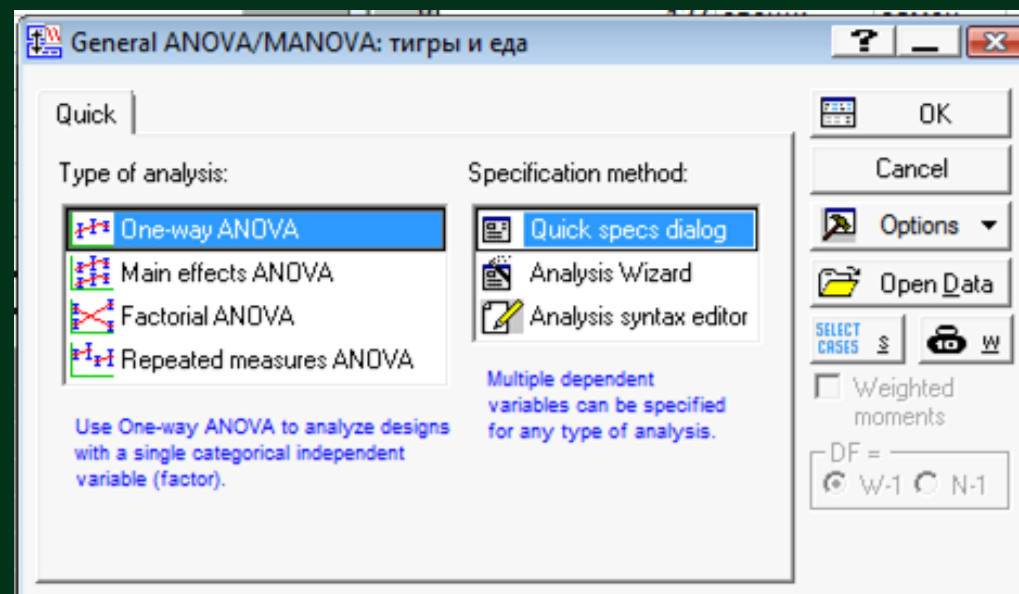 General ANOVA/MANOVA: тигры и еда
Quick
Type of analysis:
One-way ANOVA
Main effects ANOVA
Factorial ANOVA
Repeated measures ANOVA
Use One-way ANOVA to analyze designs
with a single categorical independent
variable (factor).
Specification method:
Quick specs dialog
Analysis Wizard
Analysis syntax editor
Multiple dependent
variables can be specified
for any type of analysis.
OK
Cancel
Options
Open Data
SELECT
CASES S
W
Weighted
moments
DF =
W-1 N-1